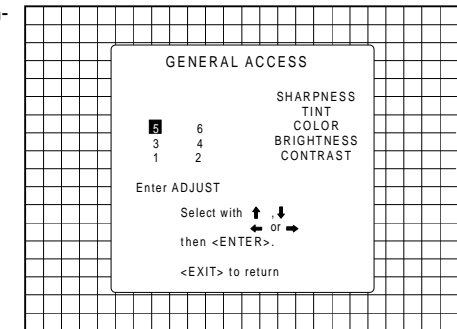 -
GENERAL ACCESS
SHARPNESS
TINT
5 6 COLOR
3 4 BRIGHTNESS
1 2 CONTRAST
Enter ADJUST
Select with ↑ , ↓
← or →
then <ENTER>.
<EXIT> to return